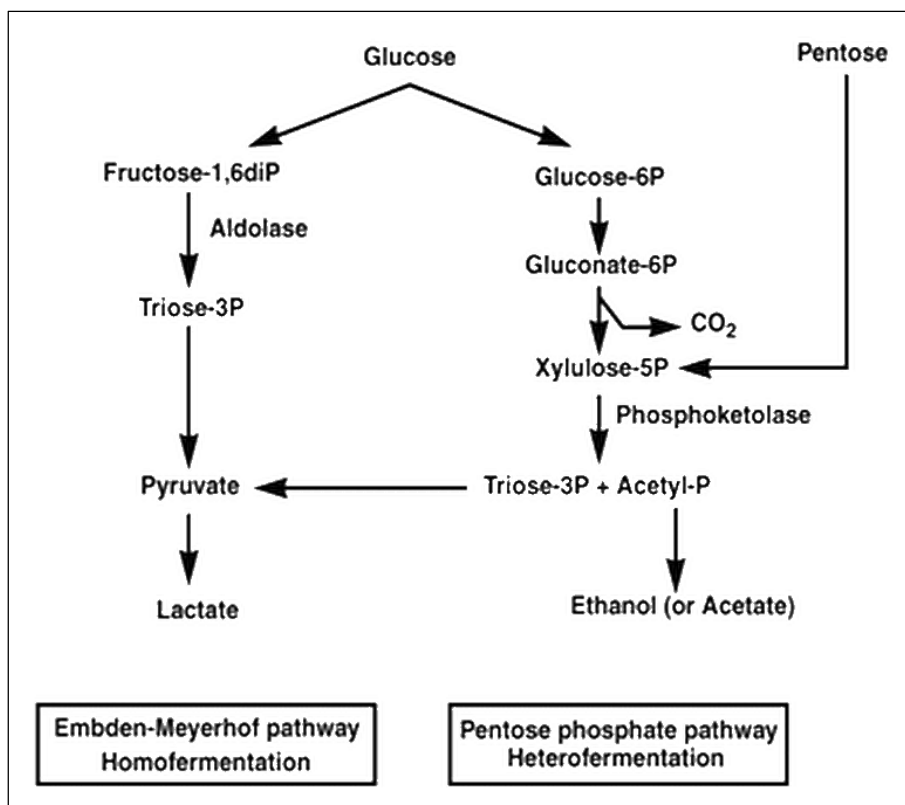 Glucose
Pentose
Fructose-1,6diP
Glucose-6P
Aldolase
Gluconate-6P
Triose-3P
CO₂
Xylulose-5P
Phosphoketolase
Pyruvate
Triose-3P + Acetyl-P
Lactate
Ethanol (or Acetate)
Embden-Meyerhof pathway
Homofermentation
Pentose phosphate pathway
Heterofermentation